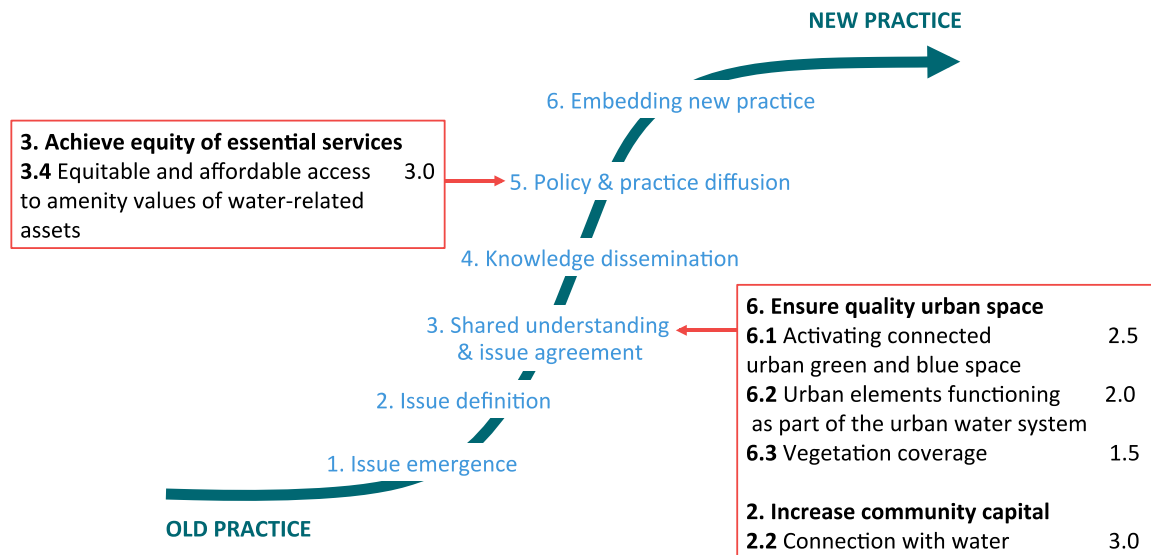 NEW PRACTICE
6. Embedding new practice
3. Achieve equity of essential services
3.4 Equitable and affordable access 3.0
to amenity values of water-related
assets
5. Policy & practice diffusion
4. Knowledge dissemination
3. Shared understanding
& issue agreement
6. Ensure quality urban space
6.1 Activating connected 2.5
urban green and blue space
6.2 Urban elements functioning 2.0
as part of the urban water system
6.3 Vegetation coverage 1.5
2. Increase community capital
2.2 Connection with water 3.0
2. Issue definition
1. Issue emergence
OLD PRACTICE